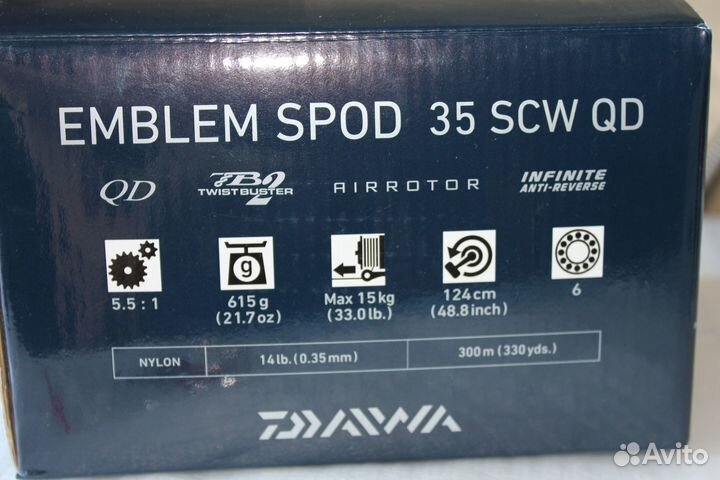 EMBLEM SPOD 35 SCW QD
QD TB2 TWISTBUSTER AIRROTOR INFINITE ANTI-REVERSE
g
5.5 : 1 615 g (21.7 oz) Max 15 kg (33.0 lb.) 124 cm (48.8 inch) 6
NYLON 14 lb. (0.35 mm) 300 m (330 yds.)
DAIWA
Avito